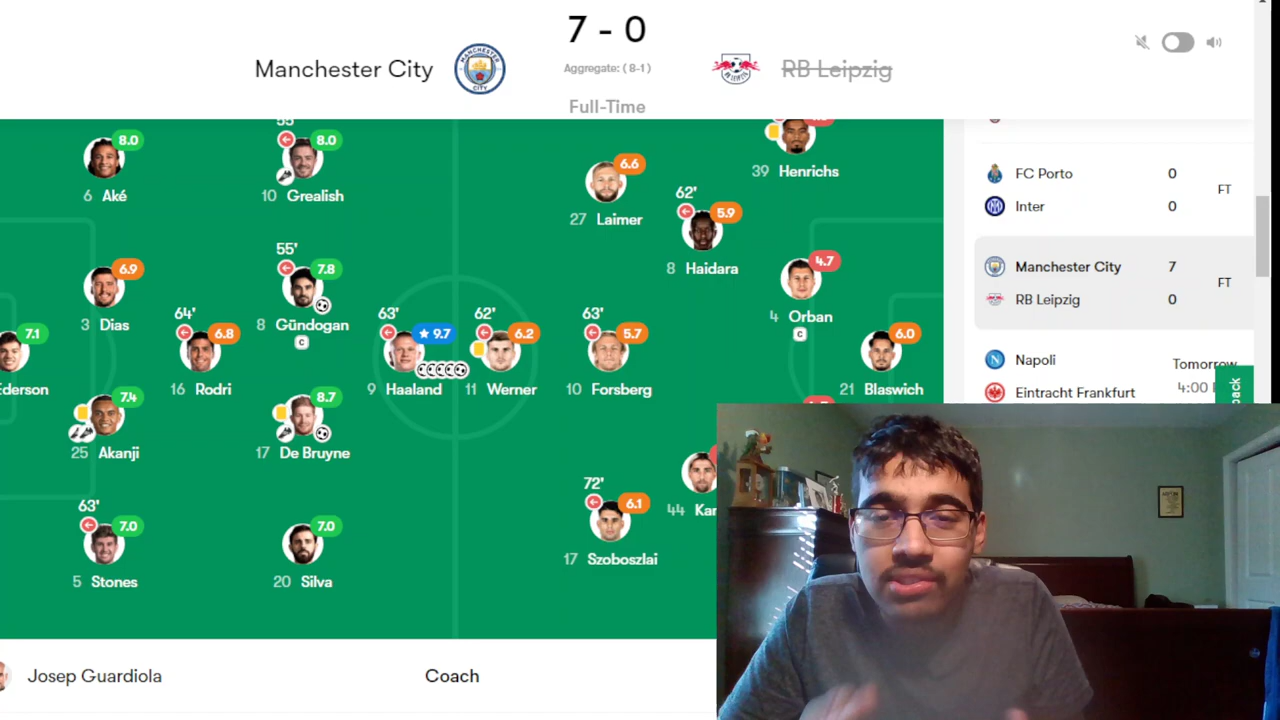 7 - 0
Manchester City
Aggregate: ( 8-1 )
RB Leipzig
Full-Time
55'
8.0
6 Aké
8.0
10 Grealish
6.6
27 Laimer
39 Henrichs
62'
5.9
8 Haidara
FC Porto 0
FT
Inter 0
6.9
3 Dias
55'
7.8
8 Gündogan
C
4.7
4 Orban
C
Manchester City 7
FT
RB Leipzig 0
7.1
Ederson
64'
6.8
16 Rodri
63'
9.7
9 Haaland
62'
6.2
11 Werner
63'
5.7
10 Forsberg
6.0
21 Blaswich
Napoli
Tomorrow
Eintracht Frankfurt
4:00
7.4
25 Akanji
8.7
17 De Bruyne
63'
7.0
5 Stones
7.0
20 Silva
72'
6.1
17 Szoboszlai
44 Kar
Josep Guardiola
Coach